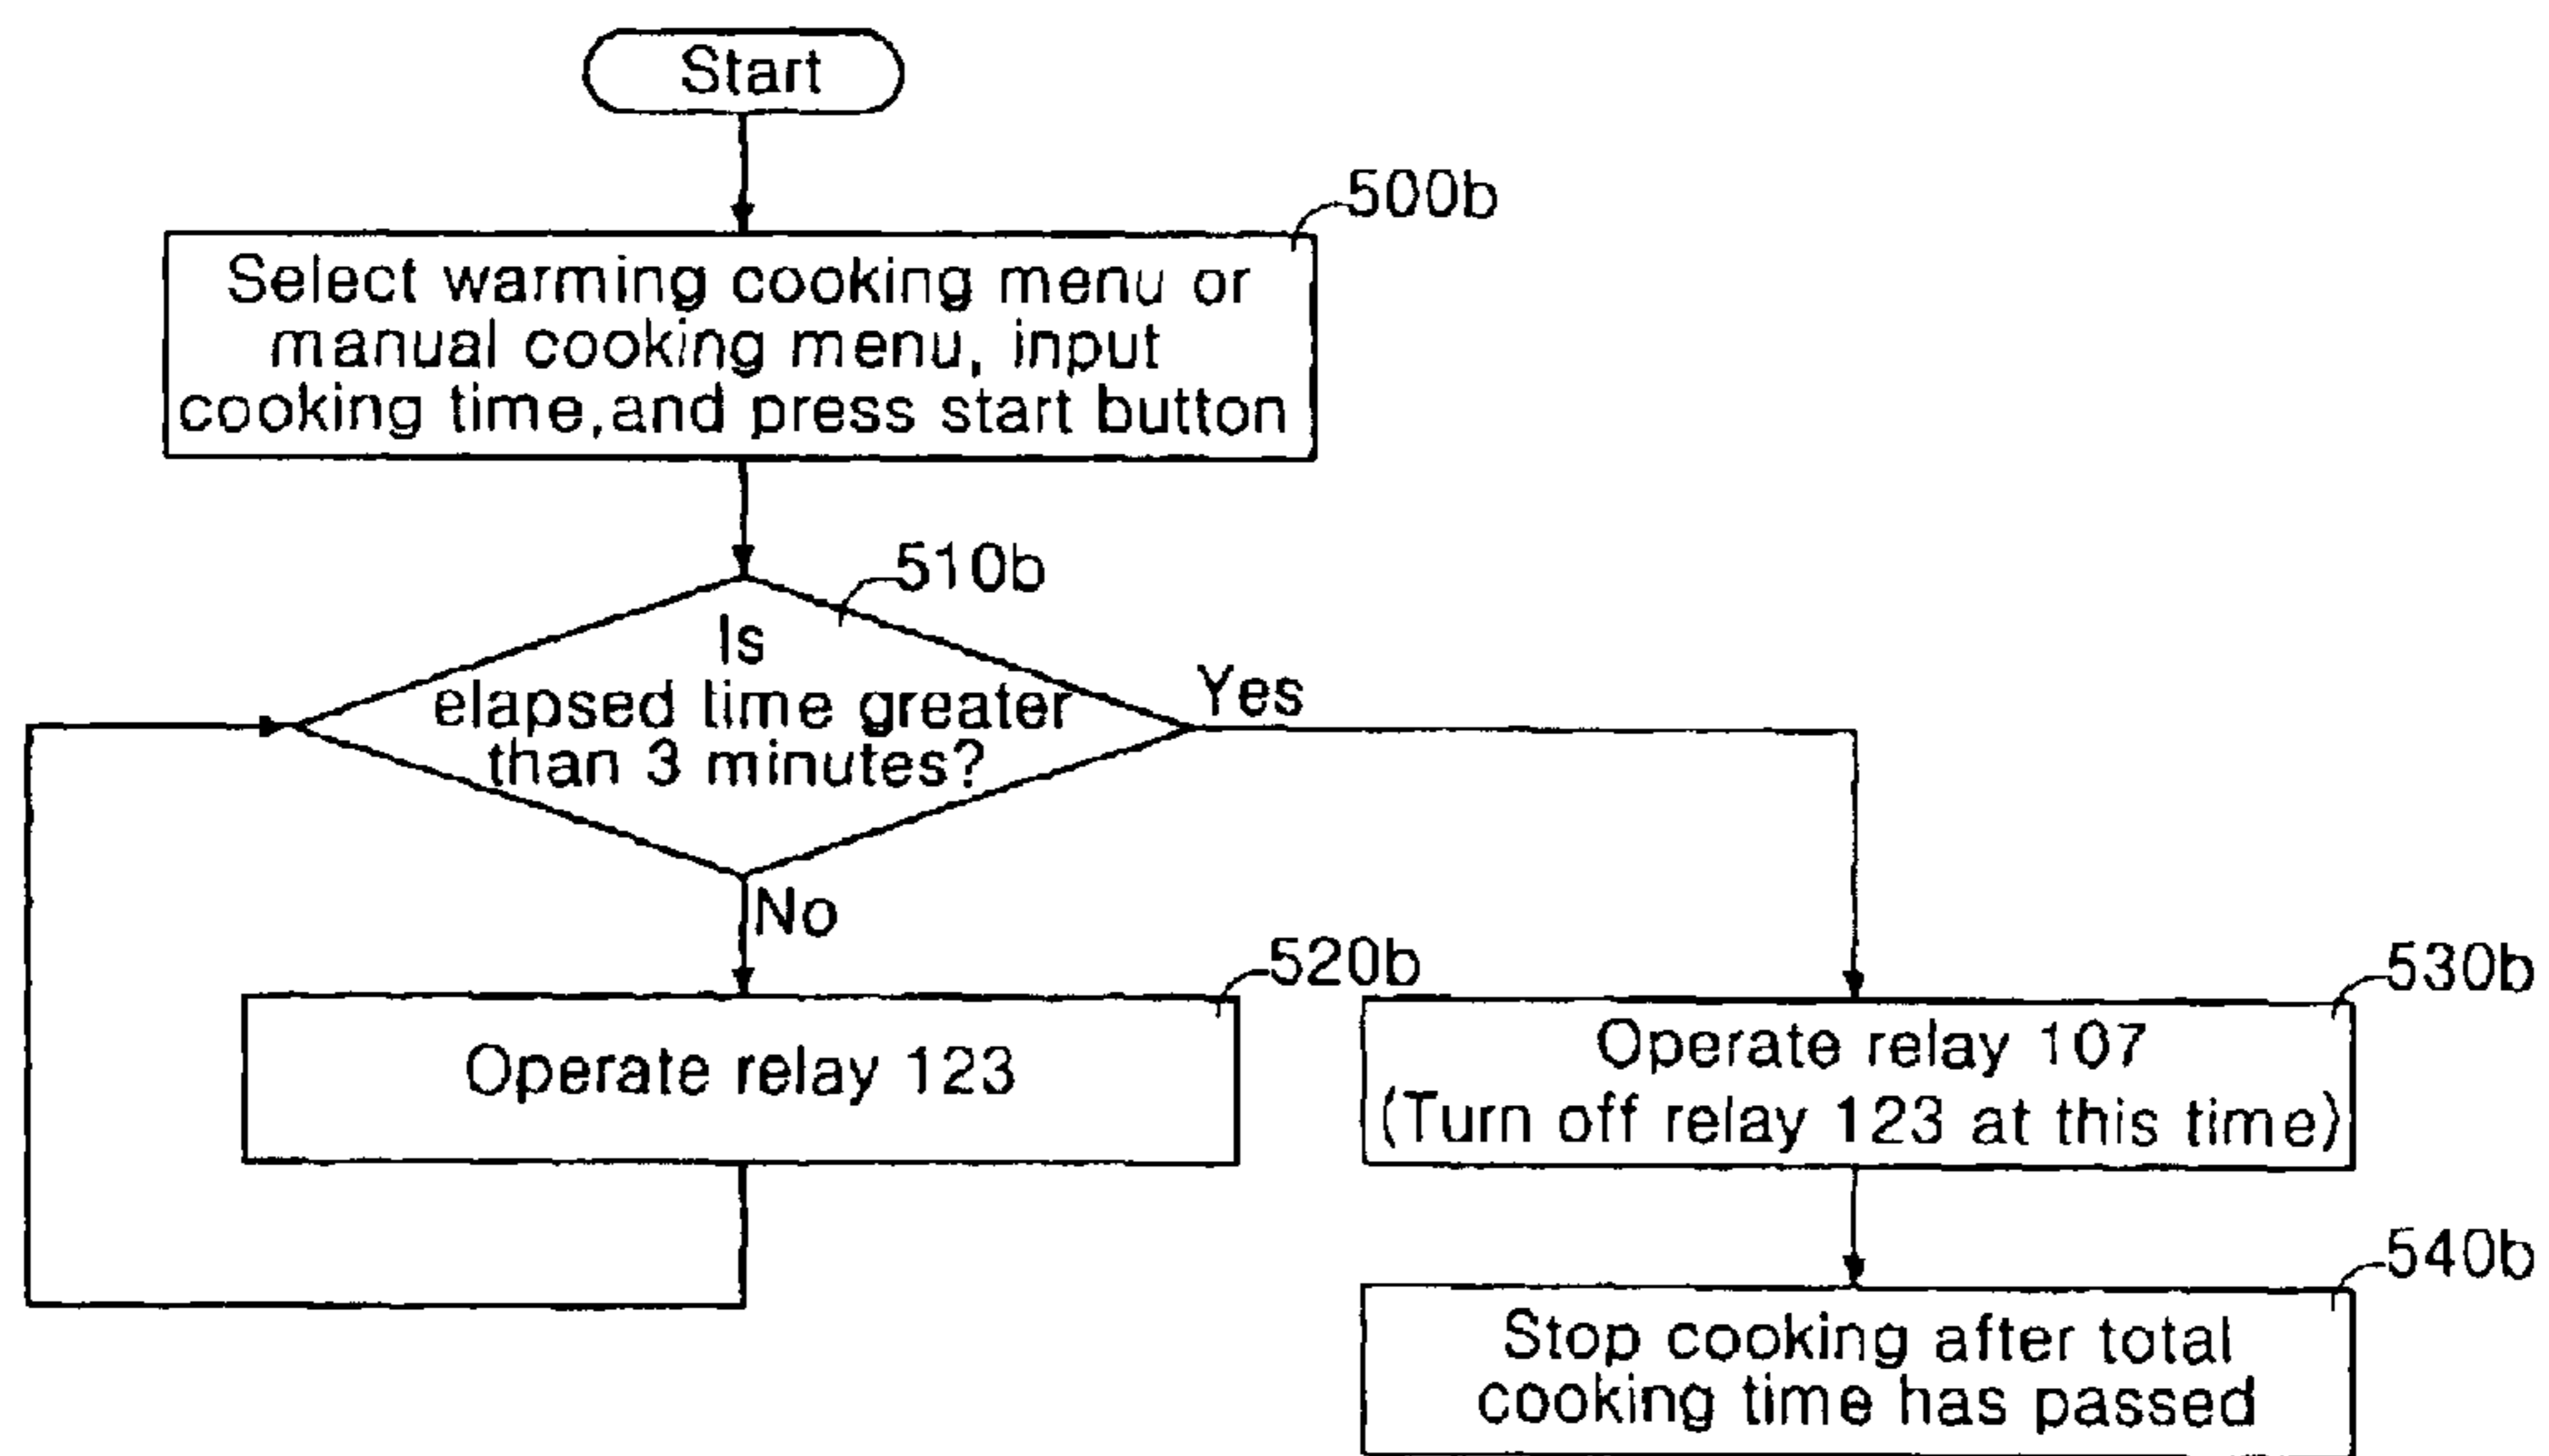 Start
500b
Select warming cooking menu or
manual cooking menu, input
cooking time,and press start button
510b
Is
elapsed time greater
than 3 minutes?
Yes
No
520b
Operate relay 123
530b
Operate relay 107
(Turn off relay 123 at this time)
540b
Stop cooking after total
cooking time has passed